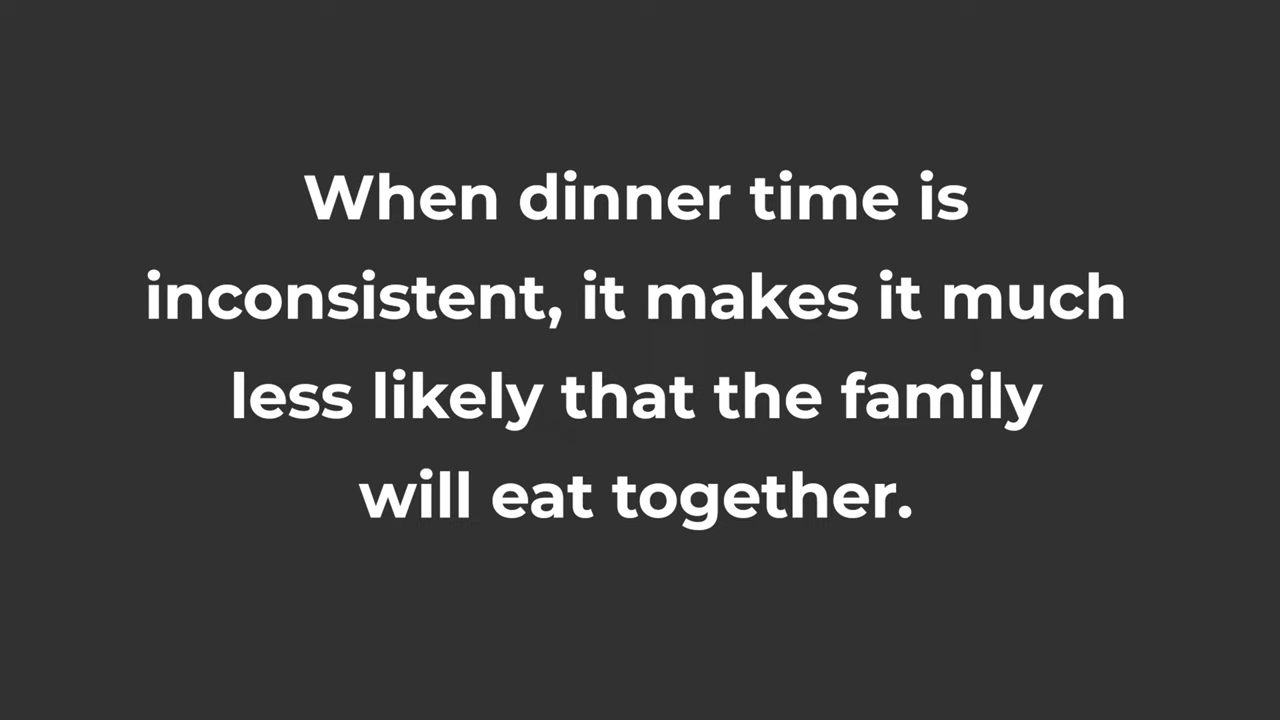 When dinner time is
inconsistent, it makes it much
less likely that the family
will eat together.